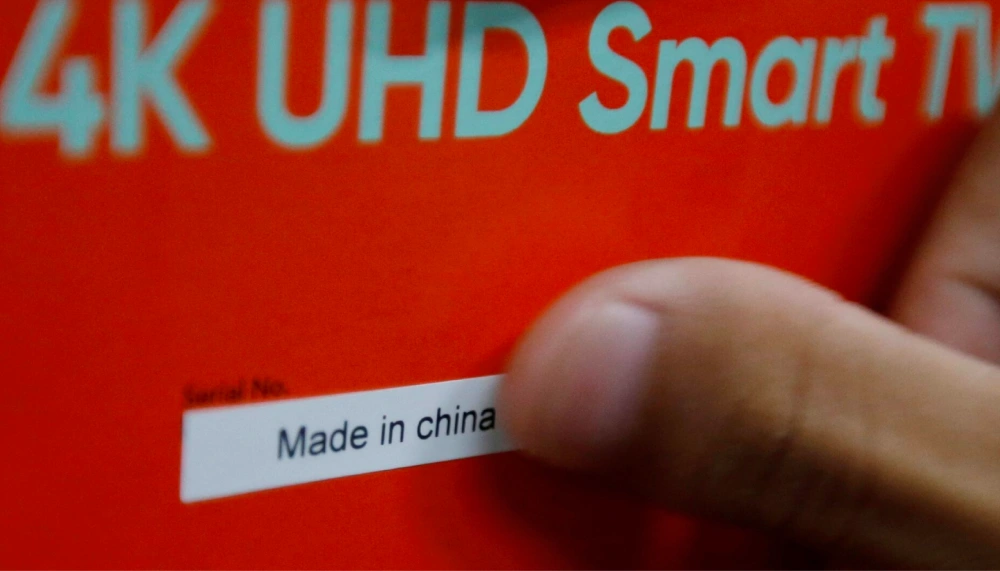 4K UHD Smart TV
Serial No.
Made in china